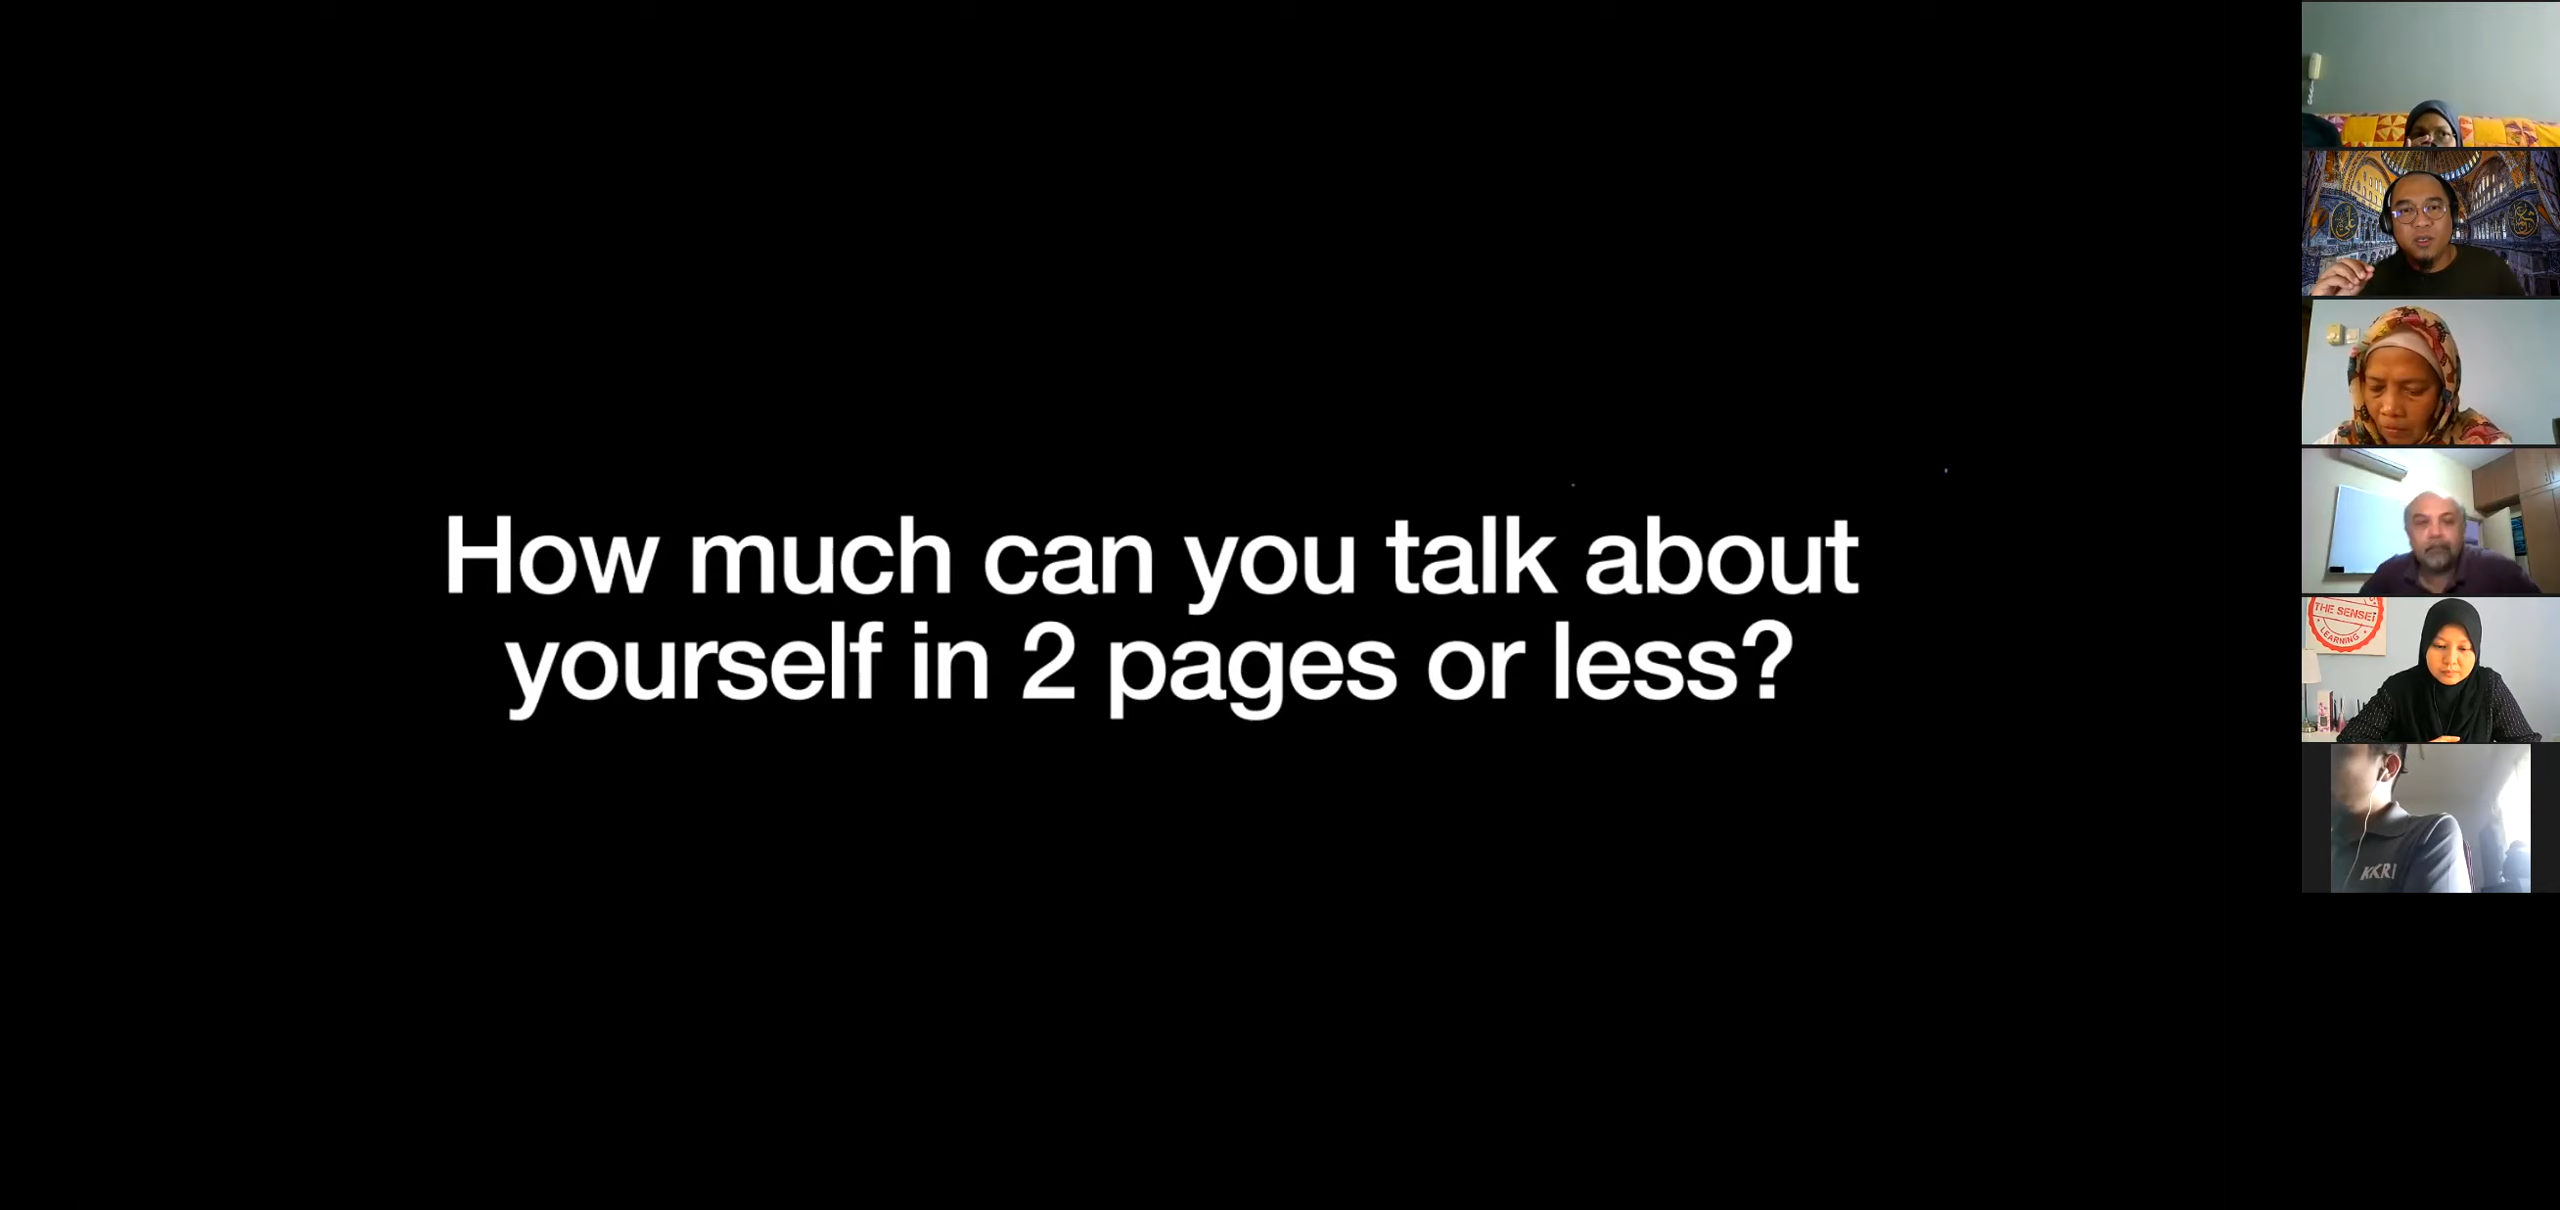 How much can you talk about
yourself in 2 pages or less?
THE SENSEI
LEARNING
KKRI